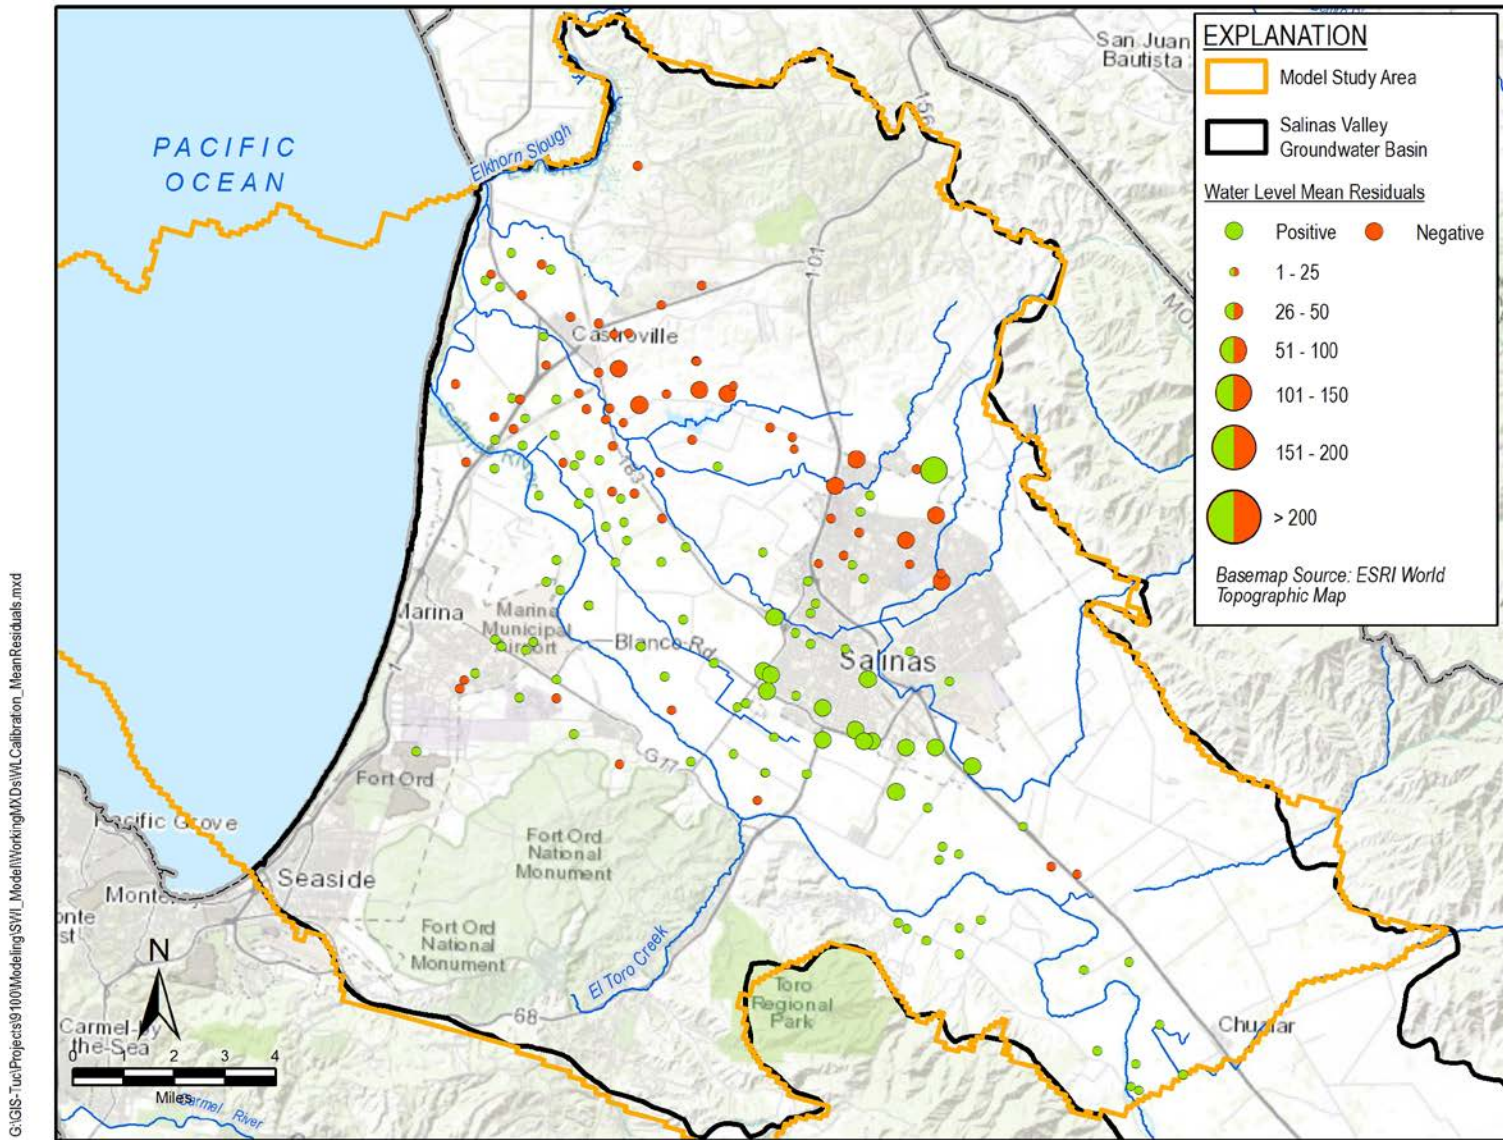 San Juan
Bautista
EXPLANATION
Model Study Area
Salinas Valley
Groundwater Basin
Water Level Mean Residuals
Positive
Negative
1 - 25
26 - 50
51 - 100
101 - 150
151 - 200
> 200
Basemap Source: ESRI World
Topographic Map
PACIFIC
OCEAN
Elkhorn Slough
156
101
Castroville
Salinas River
183
Marina
Marina
Municipal
Airport
Blanco Rd
Salinas
1
G17
Fort Ord
Pacific Grove
Fort Ord
National
Monument
Seaside
Monterey
Fort Ord
National
Monument
El Toro Creek
Toro
Regional
Park
N
68
Chualar
Carmel-by
the-Sea
0 1 2 3 4
Miles
Carmel River
G:\GIS-Tuc\Projects\9100\Modeling\SWI_Model\WorkingMXDs\WLCalibraton_MeanResiduals.mxd